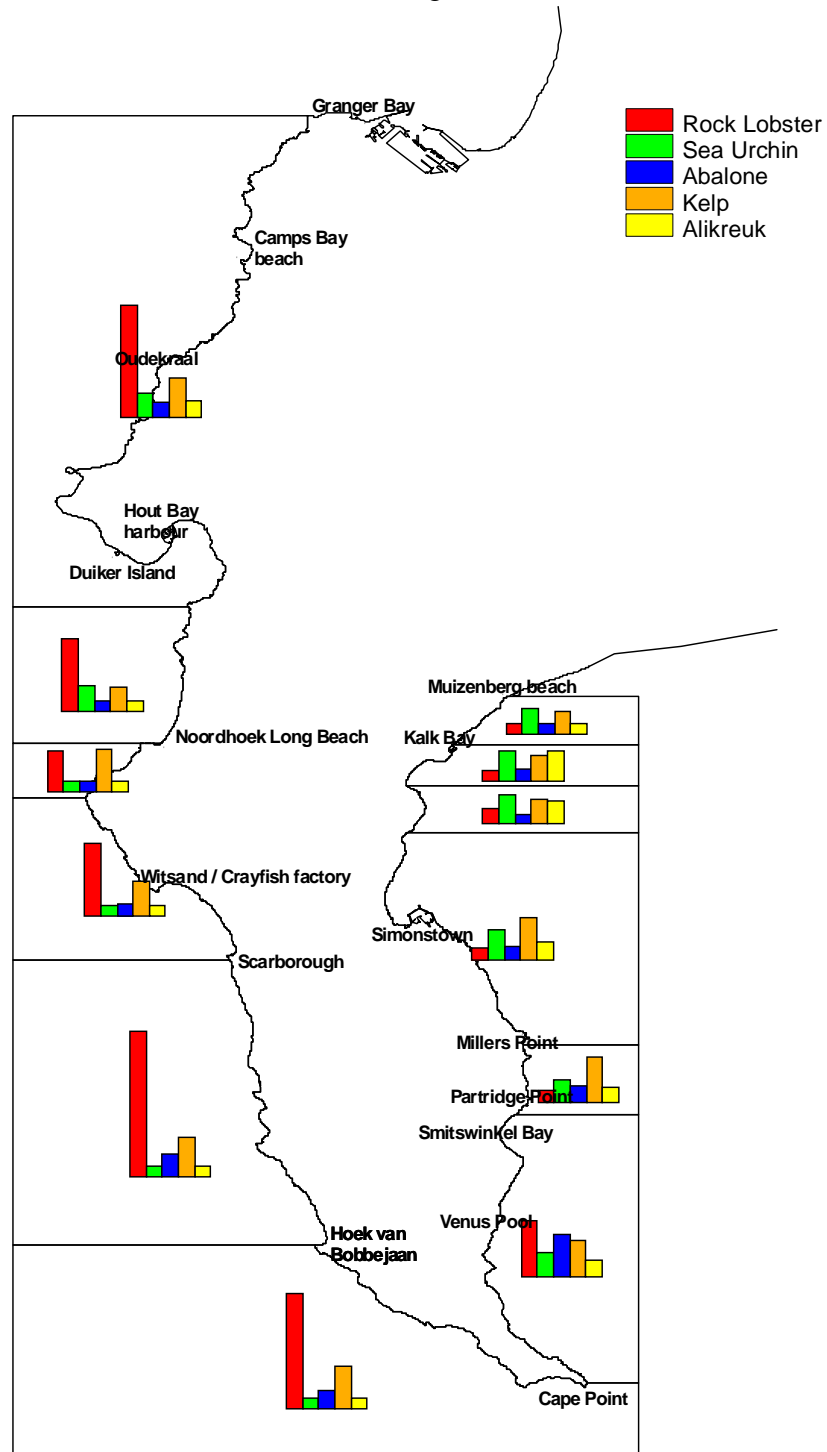 Granger Bay
Rock Lobster
Sea Urchin
Abalone
Kelp
Alikreuk
Camps Bay
beach
Oudekraal
Hout Bay
harbour
Duiker Island
Muizenberg beach
Noordhoek Long Beach
Kalk Bay
Witsand / Crayfish factory
Simonstown
Scarborough
Millers Point
Partridge Point
Smitswinkel Bay
Venus Pool
Hoek van
Bobbejaan
Cape Point